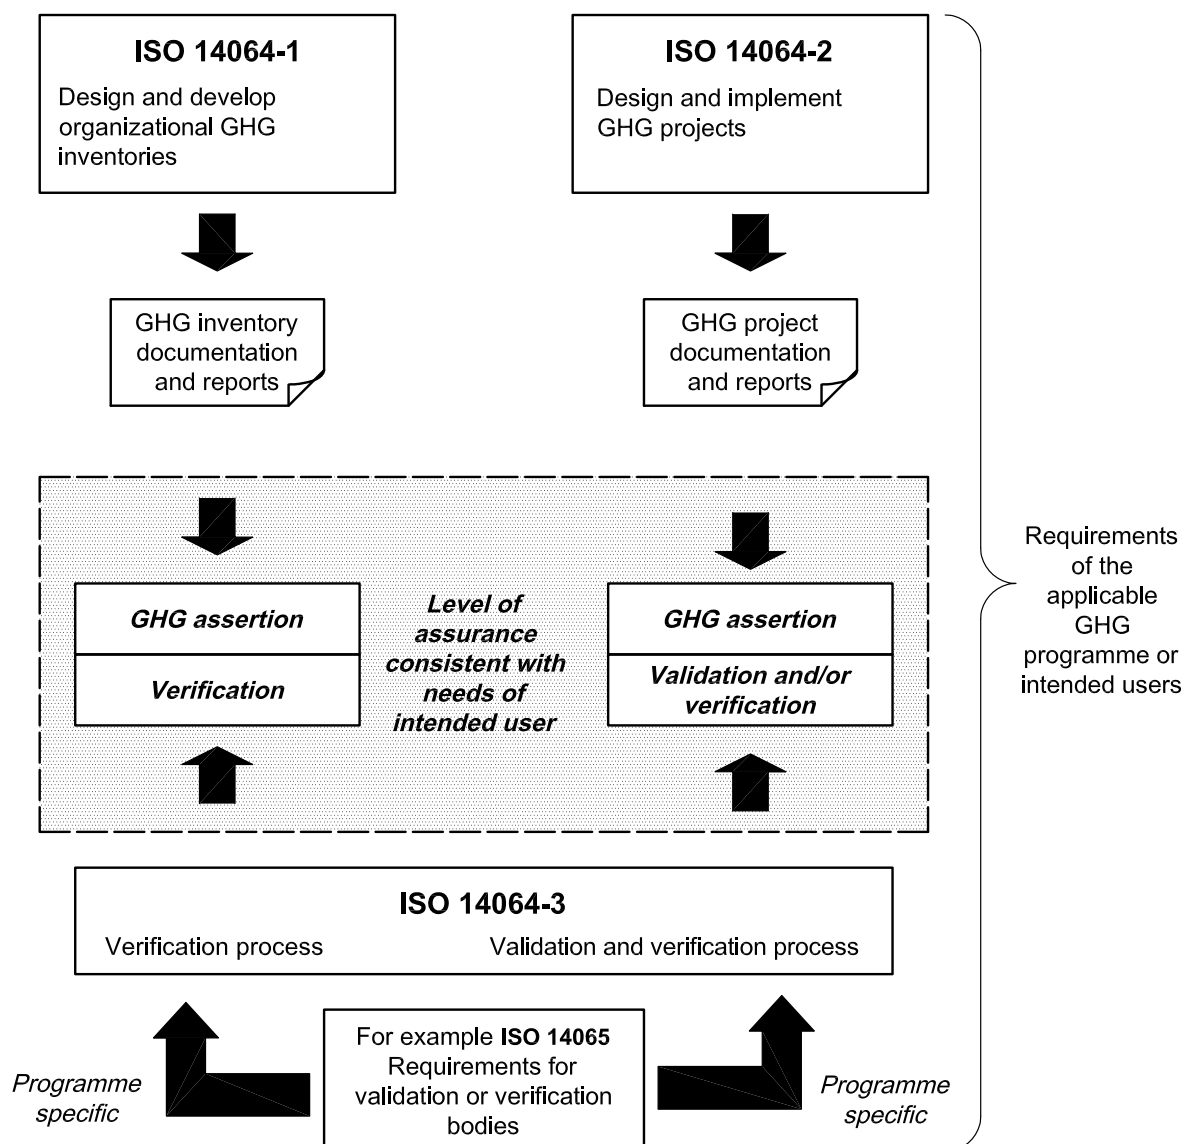 ISO 14064-1
Design and develop
organizational GHG
inventories
ISO 14064-2
Design and implement
GHG projects
GHG inventory
documentation
and reports
GHG project
documentation
and reports
GHG assertion
Verification
Level of
assurance
consistent with
needs of
intended user
GHG assertion
Validation and/or
verification
Requirements
of the
applicable
GHG
programme or
intended users
ISO 14064-3
Verification process
Validation and verification process
Programme
specific
For example ISO 14065
Requirements for
validation or verification
bodies
Programme
specific